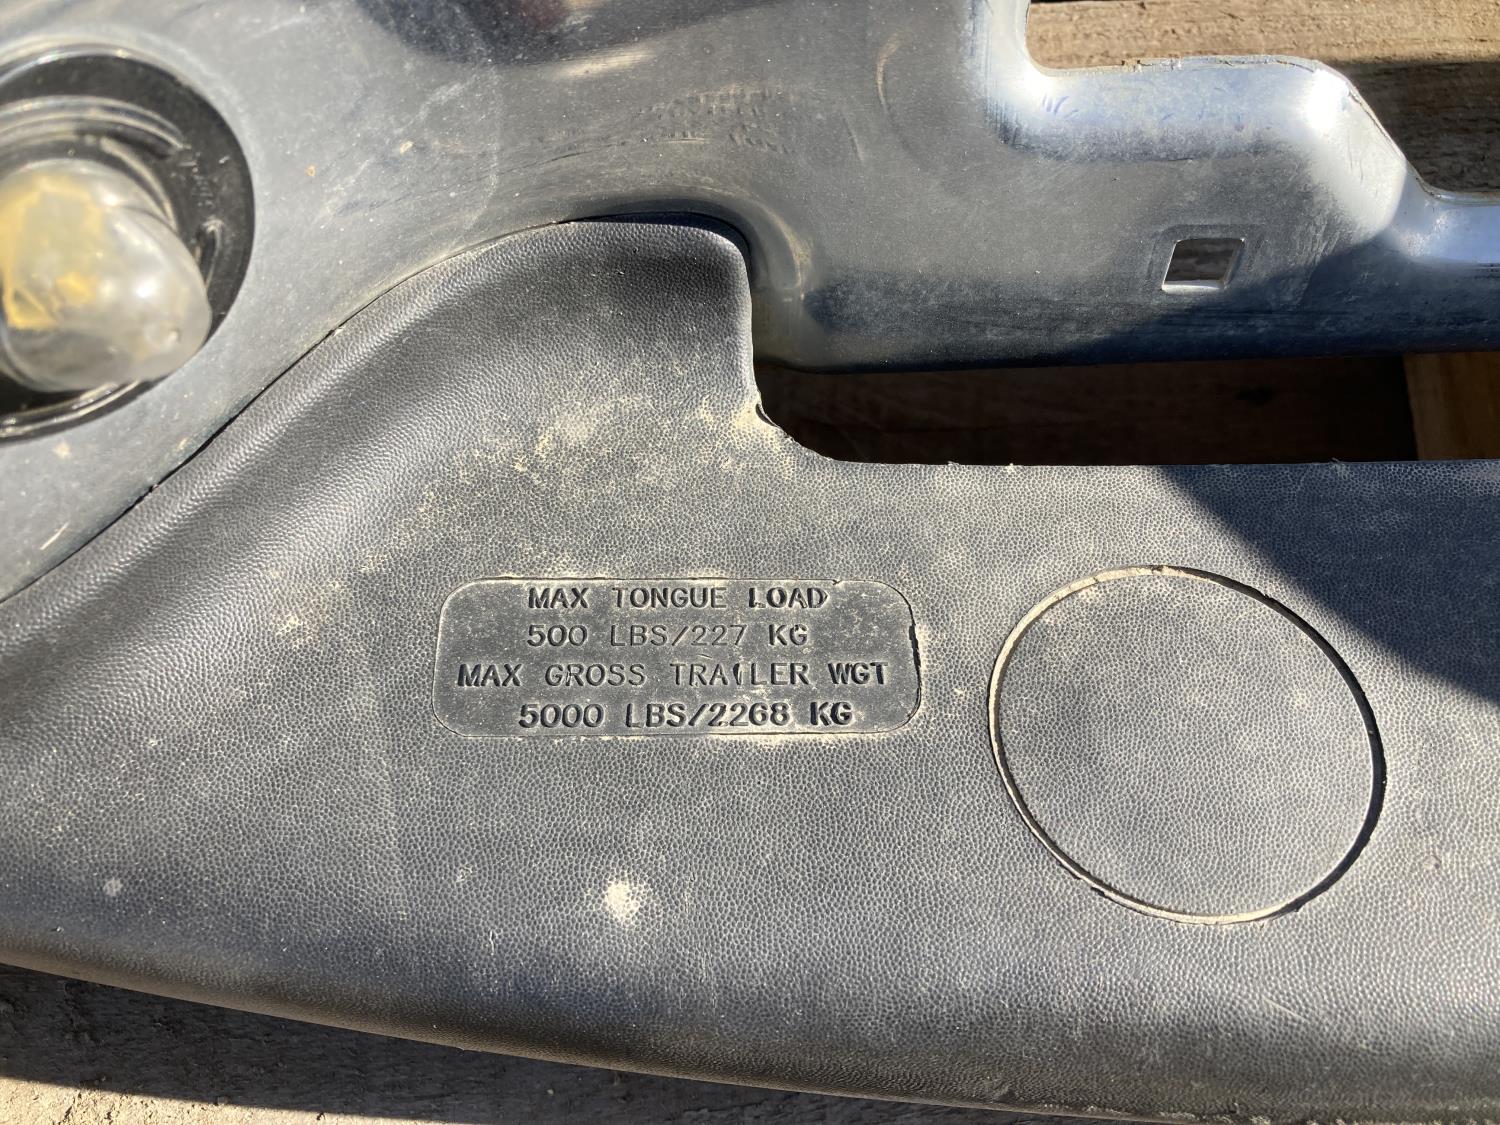 MAX TONGUE LOAD
500 LBS/227 KG
MAX GROSS TRAILER WGT
5000 LBS/2268 KG